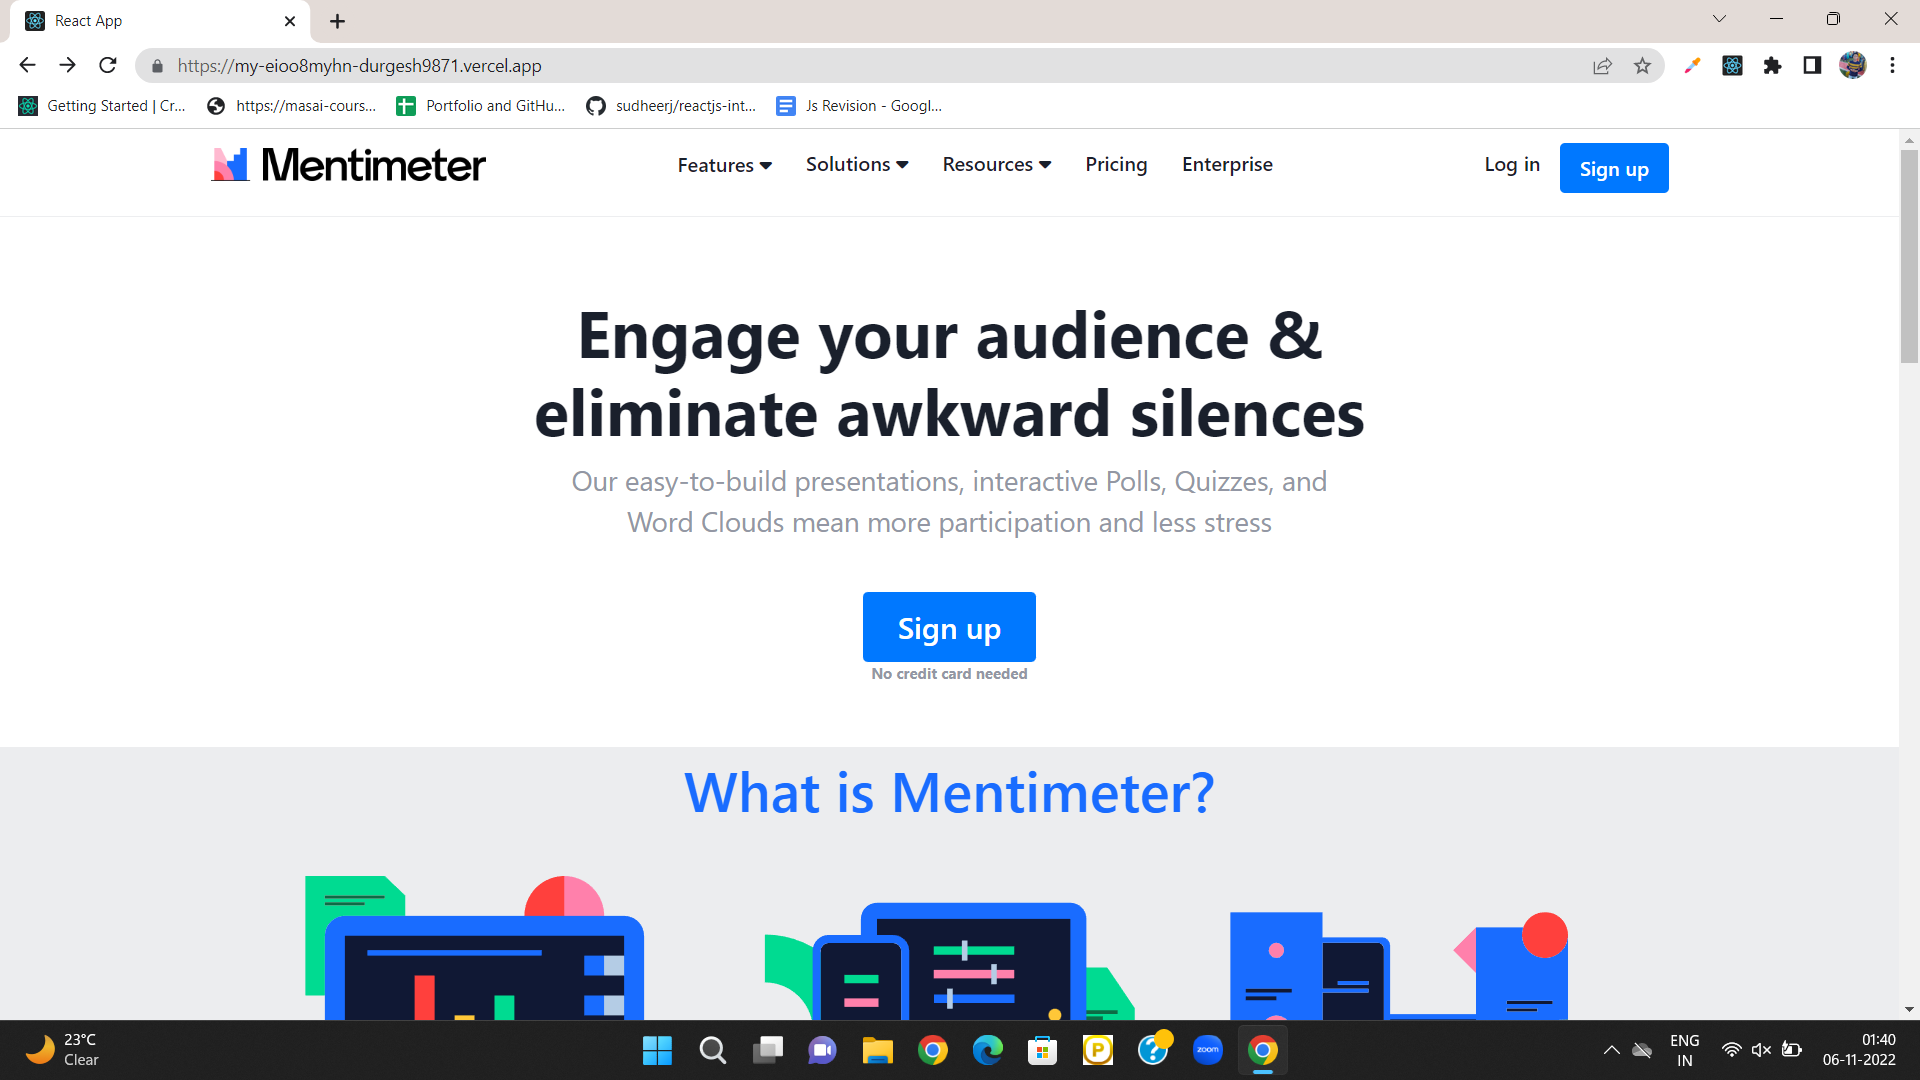 React App
https://my-eioo8myhn-durgesh9871.vercel.app
Getting Started | Cr...
https://masai-cours...
Portfolio and GitHu...
sudheerj/reactjs-int...
Js Revision - Googl...
Mentimeter
Features
Solutions
Resources
Pricing
Enterprise
Log in
Sign up
Engage your audience &
eliminate awkward silences
Our easy-to-build presentations, interactive Polls, Quizzes, and
Word Clouds mean more participation and less stress
Sign up
No credit card needed
What is Mentimeter?
23°C
Clear
P
?
zoom
ENG
IN
01:40
06-11-2022